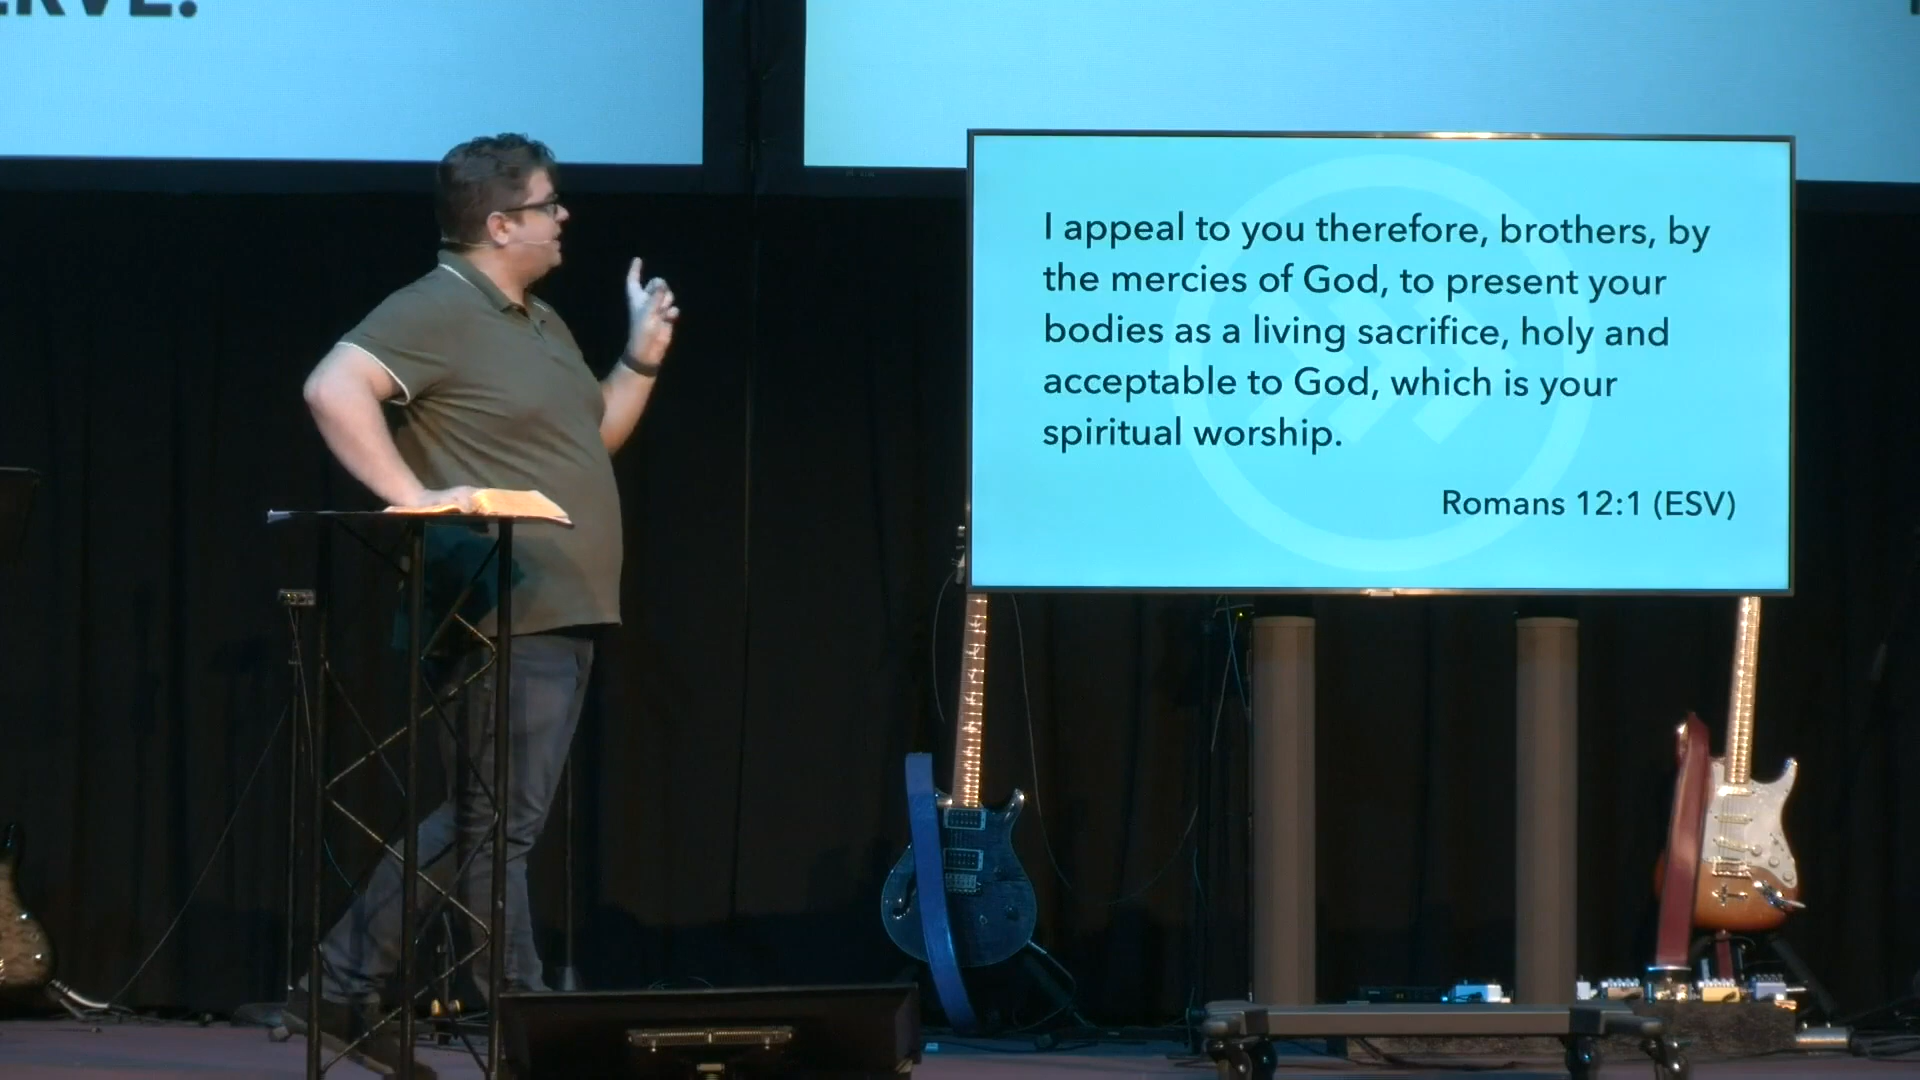 I appeal to you therefore, brothers, by
the mercies of God, to present your
bodies as a living sacrifice, holy and
acceptable to God, which is your
spiritual worship.
Romans 12:1 (ESV)